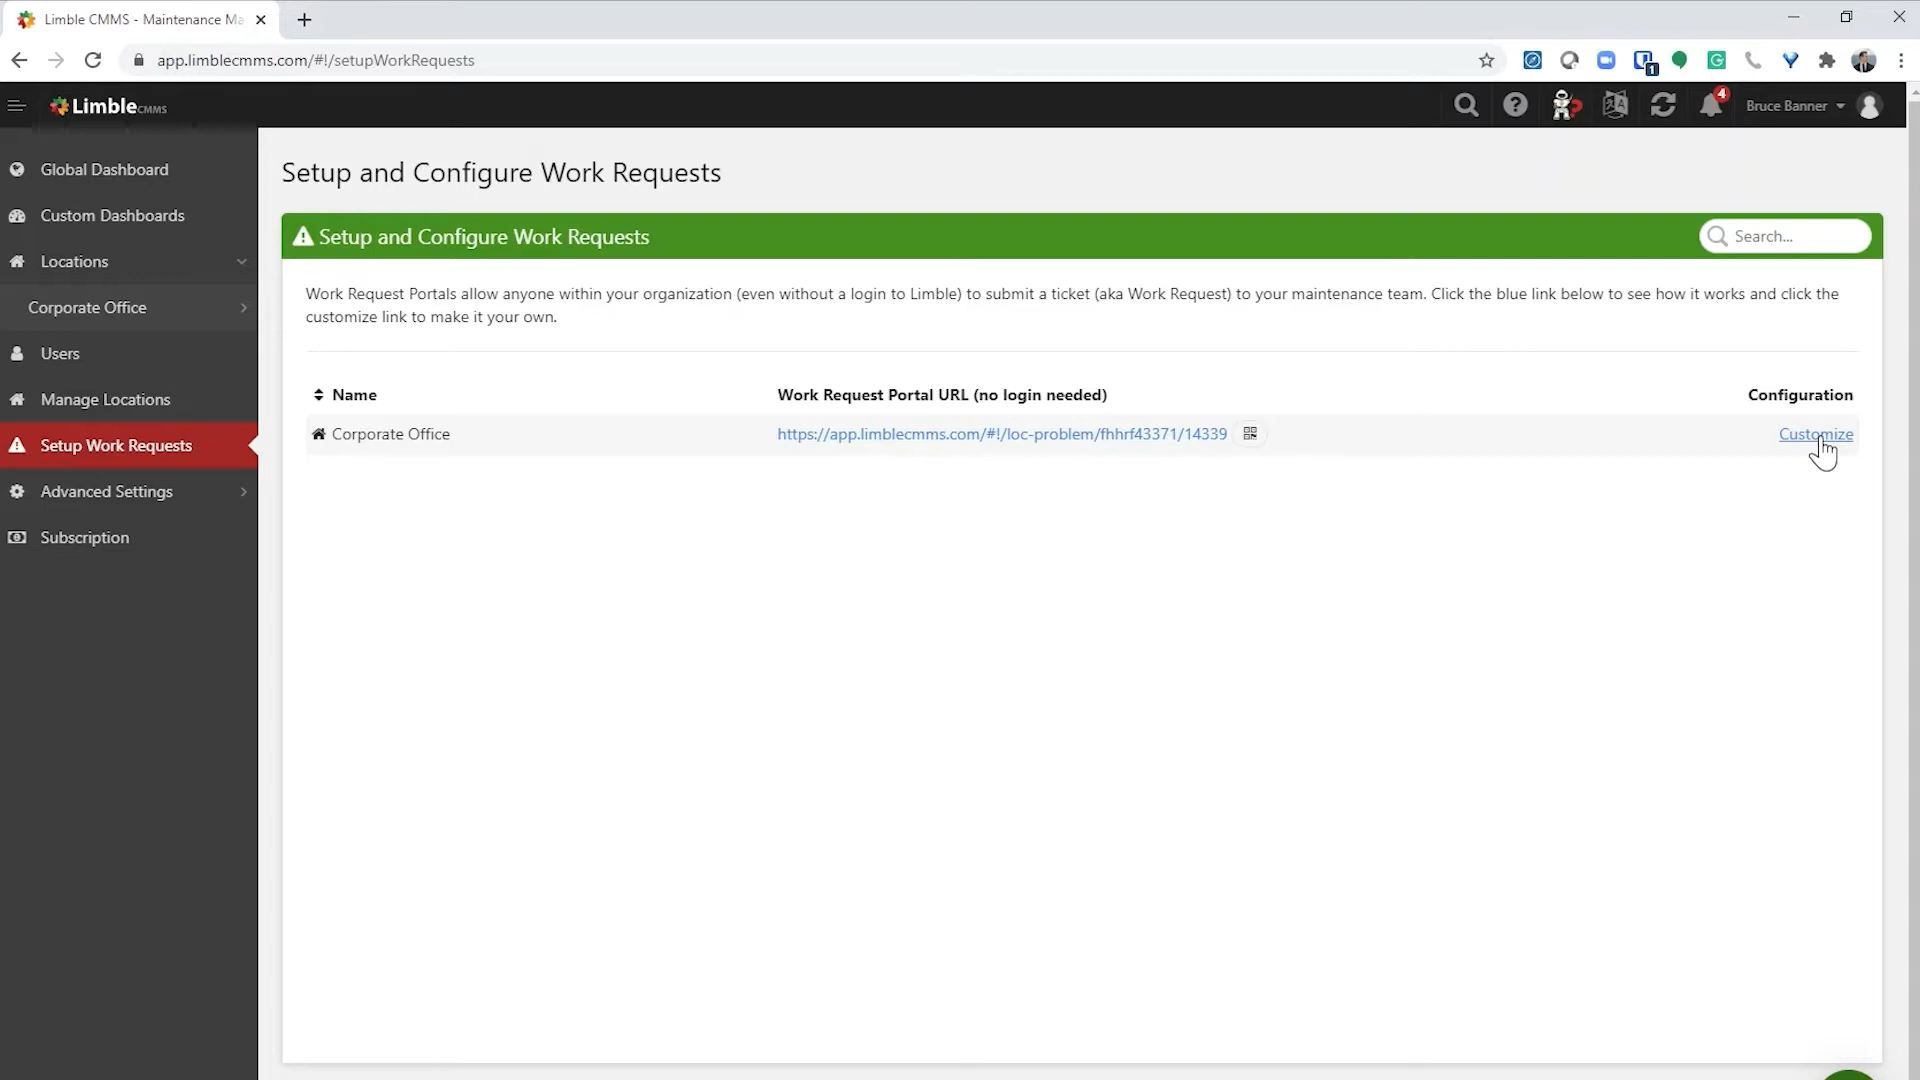 Limble CMMS - Maintenance Ma
app.limblecmms.com/#!/setupWorkRequests
1
LimbleCMMS
4
Bruce Banner
Global Dashboard
Custom Dashboards
Locations
Corporate Office
Users
Manage Locations
Setup Work Requests
Advanced Settings
Subscription
Setup and Configure Work Requests
Setup and Configure Work Requests
Search...
Work Request Portals allow anyone within your organization (even without a login to Limble) to submit a ticket (aka Work Request) to your maintenance team. Click the blue link below to see how it works and click the
customize link to make it your own.
Name Work Request Portal URL (no login needed) Configuration
Corporate Office https://app.limblecmms.com/#!/loc-problem/fhhrf43371/14339 Customize